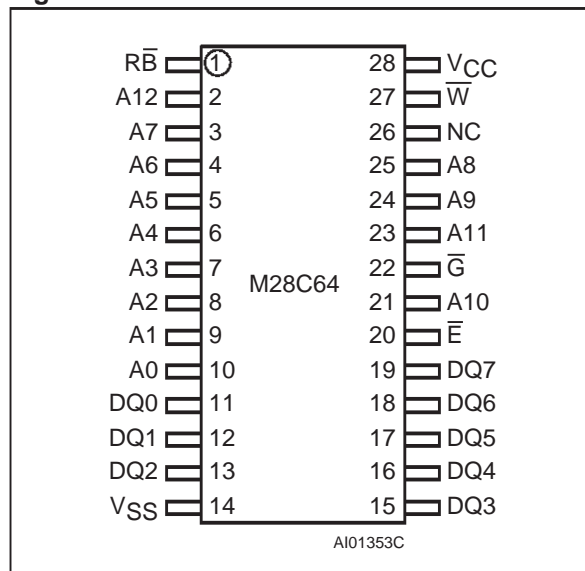 RB̅ 1 28 VCC
A12 2 27 W̅
A7 3 26 NC
A6 4 25 A8
A5 5 24 A9
A4 6 23 A11
A3 7 22 G̅
M28C64
A2 8 21 A10
A1 9 20 E̅
A0 10 19 DQ7
DQ0 11 18 DQ6
DQ1 12 17 DQ5
DQ2 13 16 DQ4
VSS 14 15 DQ3
AI01353C